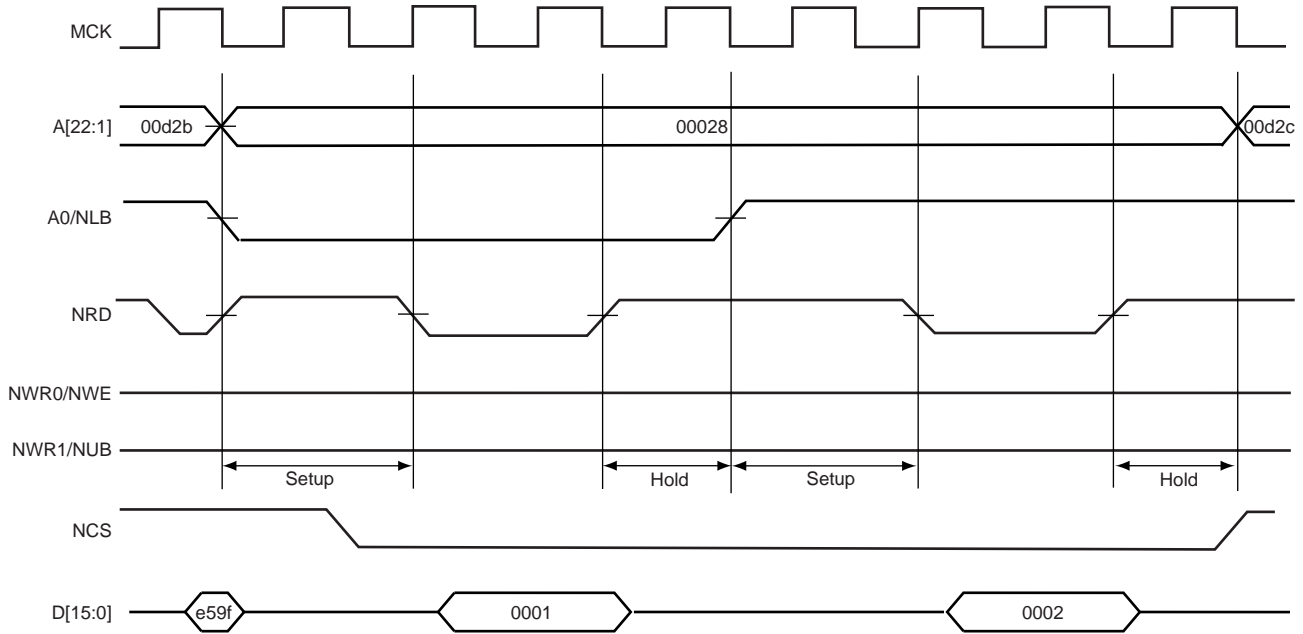 MCK
A[22:1] 00d2b 00028 00d2c
A0/NLB
NRD
NWR0/NWE
NWR1/NUB
Setup Hold Setup Hold
NCS
D[15:0] e59f 0001 0002